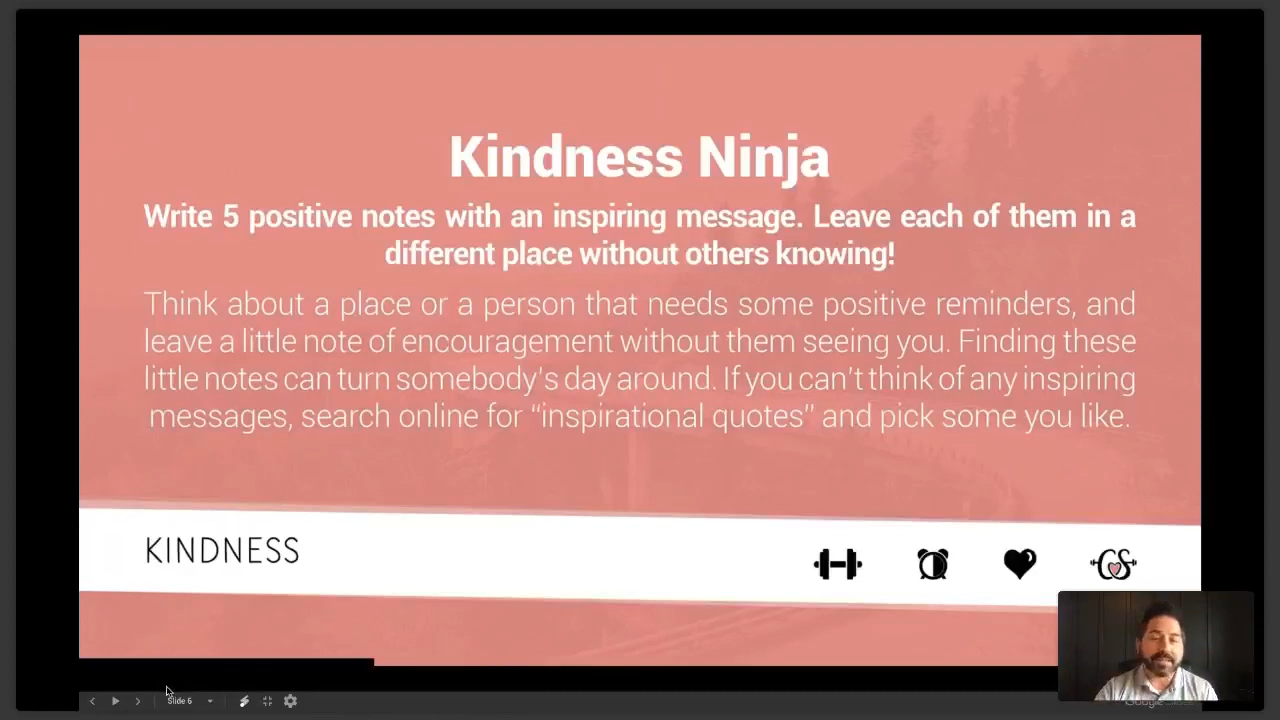 Kindness Ninja
Write 5 positive notes with an inspiring message. Leave each of them in a
different place without others knowing!
Think about a place or a person that needs some positive reminders, and
leave a little note of encouragement without them seeing you. Finding these
little notes can turn somebody's day around. If you can't think of any inspiring
messages, search online for "inspirational quotes" and pick some you like.
KINDNESS
CS
Slide 6
Google